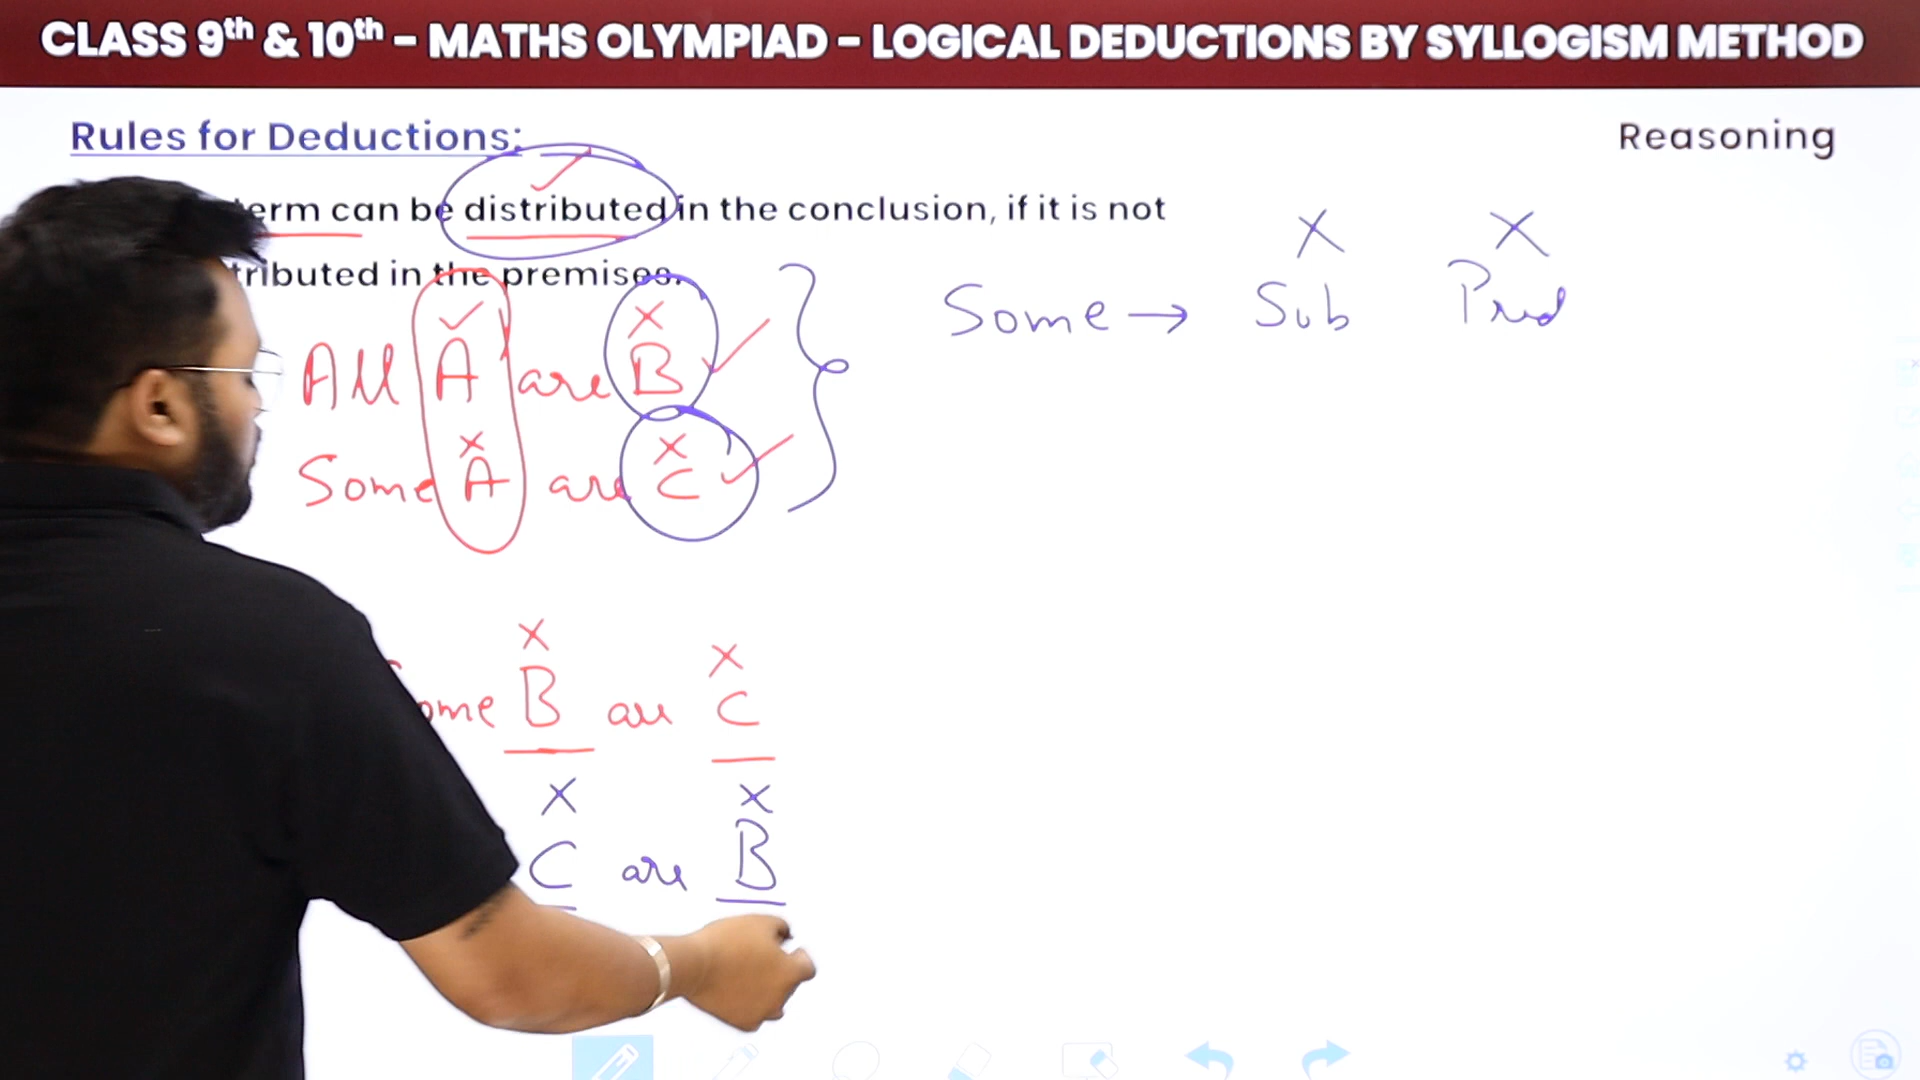 CLASS 9th & 10th – MATHS OLYMPIAD – LOGICAL DEDUCTIONS BY SYLLOGISM METHOD
Rules for Deductions:
Reasoning
erm can be distributed in the conclusion, if it is not
tributed in the premises.
Some → Sub Pred
All A are B
Some A are C
ome B are C
C are B